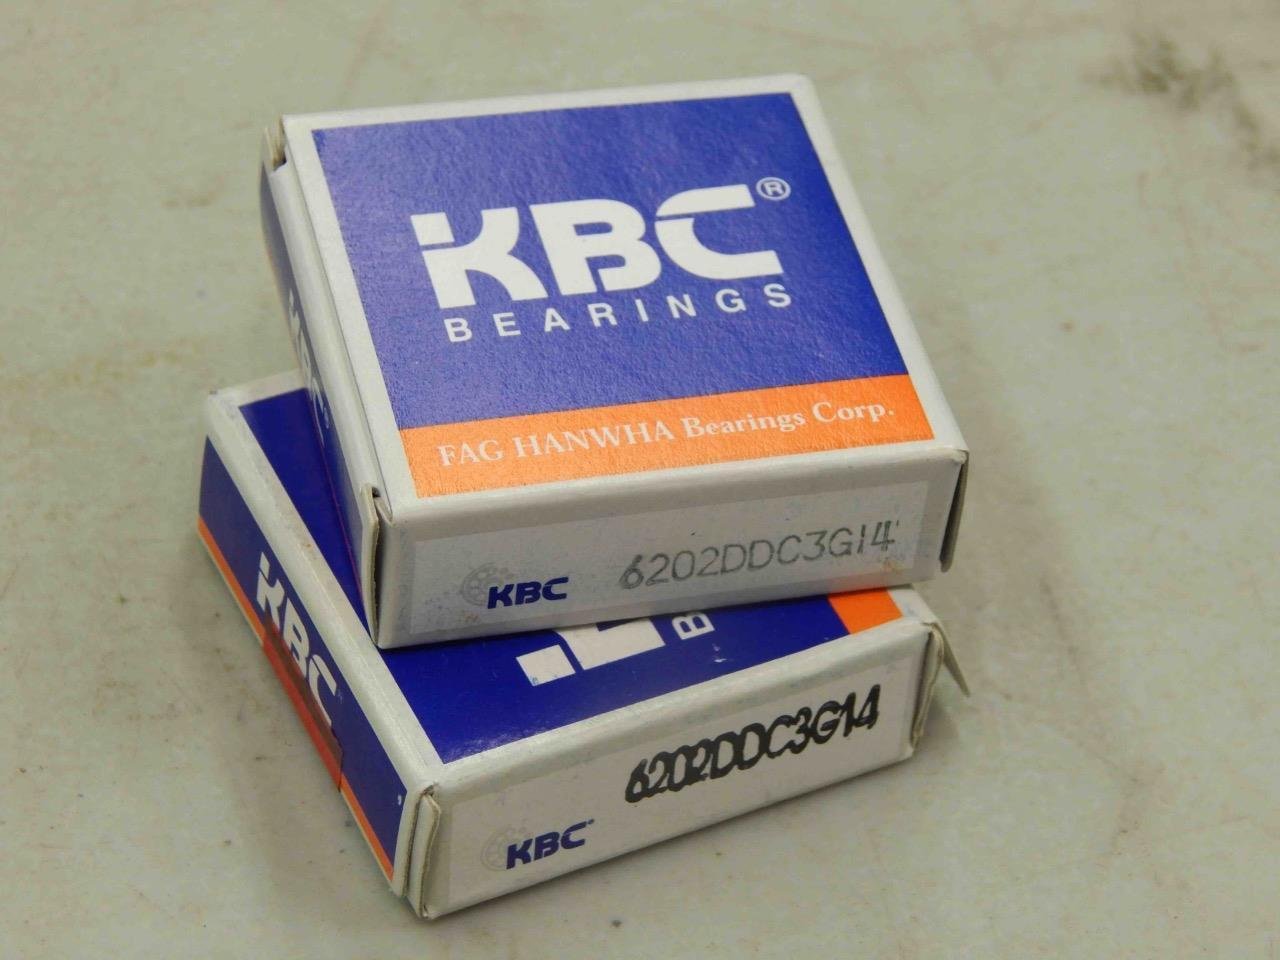 KBC®
BEARINGS
FAG HANWHA Bearings Corp.
KBC 6202DDC3G14
KBC
KBC
KBC 6202DDC3G14